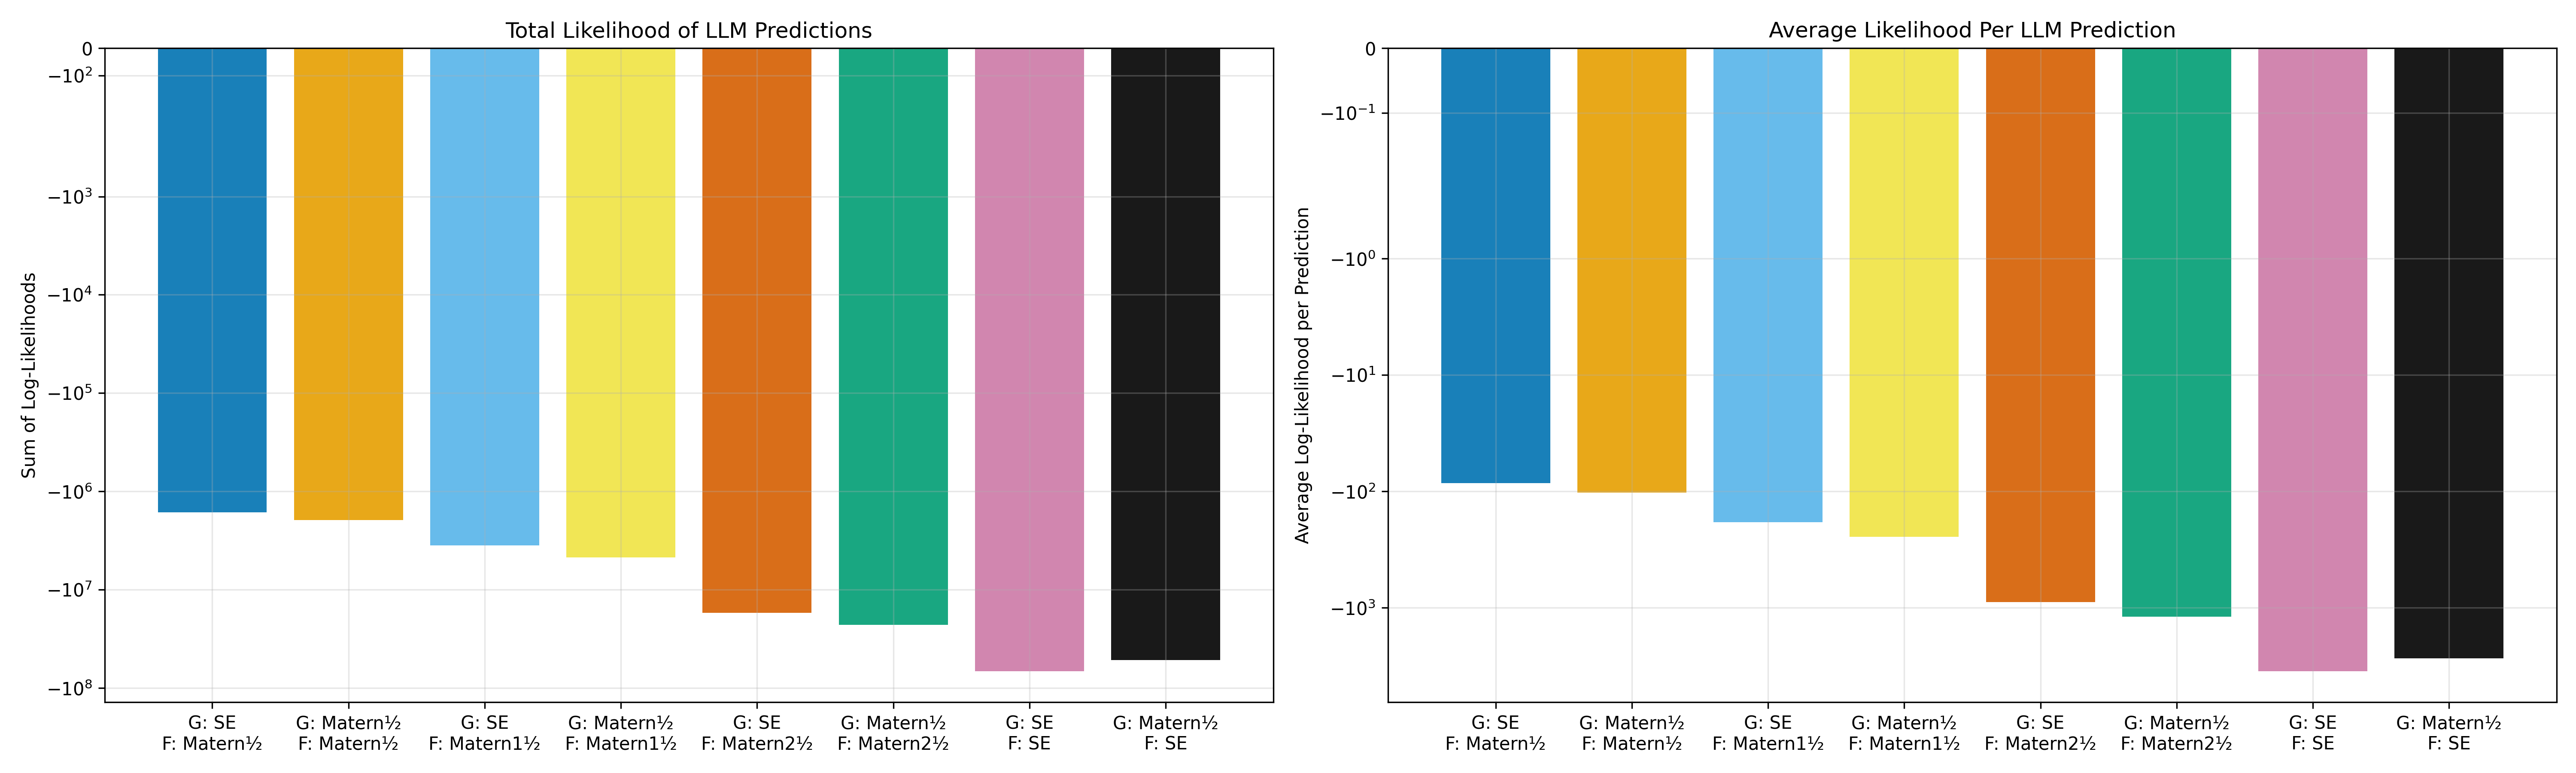 Total Likelihood of LLM Predictions
Sum of Log-Likelihoods
0
−10²
−10³
−10⁴
−10⁵
−10⁶
−10⁷
−10⁸
G: SE
F: Matern½
G: Matern½
F: Matern½
G: SE
F: Matern1½
G: Matern½
F: Matern1½
G: SE
F: Matern2½
G: Matern½
F: Matern2½
G: SE
F: SE
G: Matern½
F: SE
Average Likelihood Per LLM Prediction
Average Log-Likelihood per Prediction
0
−10⁻¹
−10⁰
−10¹
−10²
−10³
G: SE
F: Matern½
G: Matern½
F: Matern½
G: SE
F: Matern1½
G: Matern½
F: Matern1½
G: SE
F: Matern2½
G: Matern½
F: Matern2½
G: SE
F: SE
G: Matern½
F: SE